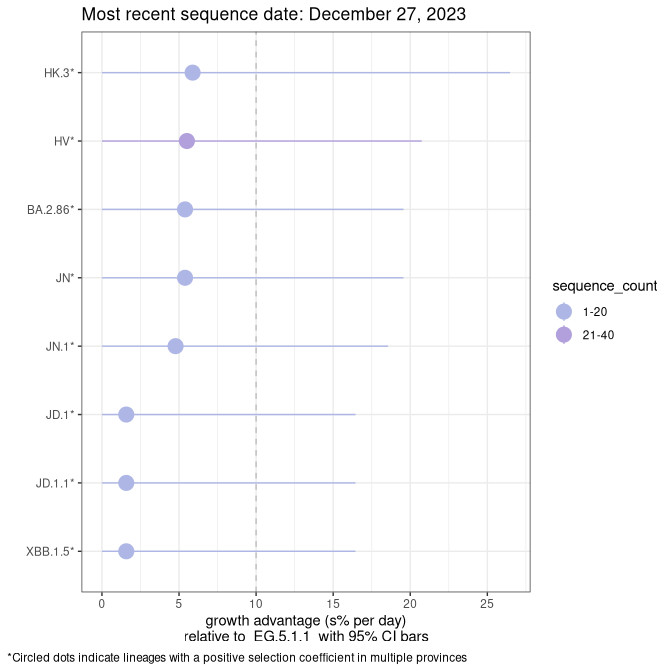 Most recent sequence date: December 27, 2023
HK.3*
HV*
BA.2.86*
JN*
JN.1*
JD.1*
JD.1.1*
XBB.1.5*
0 5 10 15 20 25
growth advantage (s% per day)
relative to EG.5.1.1 with 95% CI bars
sequence_count
1-20
21-40
*Circled dots indicate lineages with a positive selection coefficient in multiple provinces